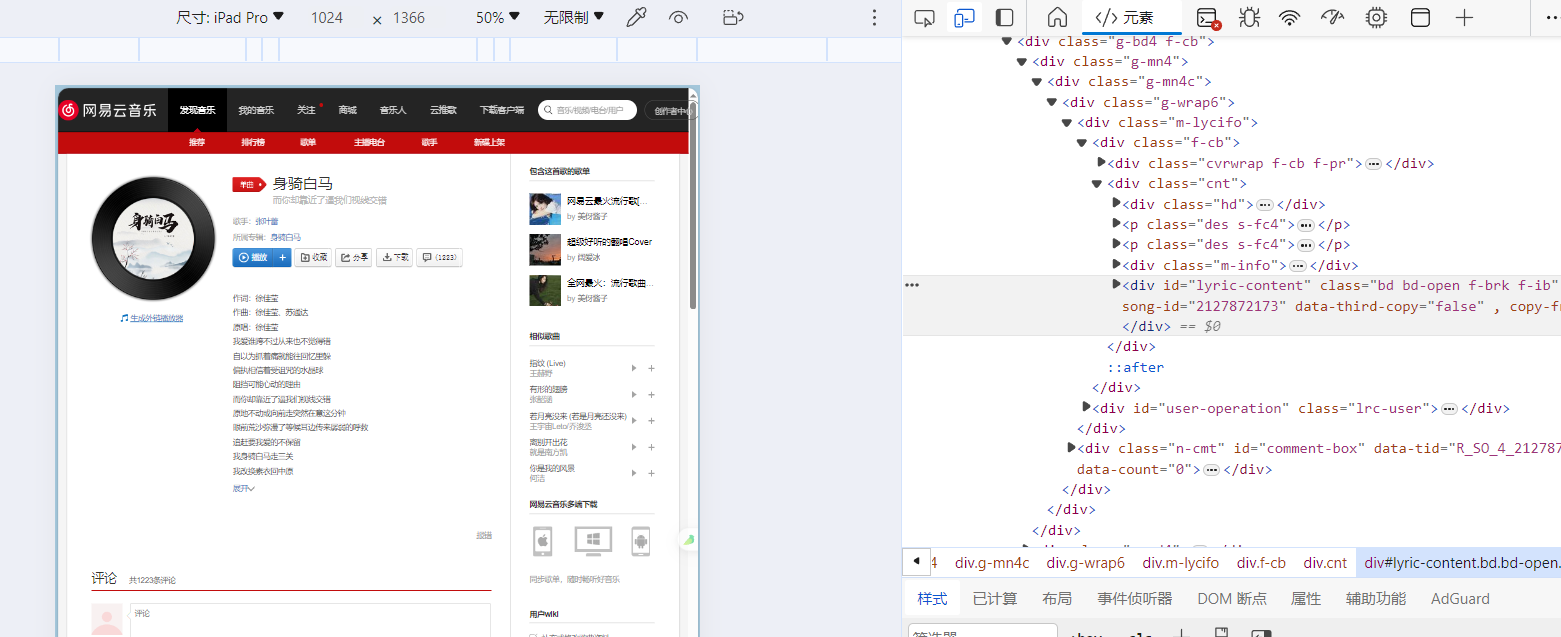 尺寸: iPad Pro ▼ 1024 × 1366 50% ▼ 无限制 ▼
网易云音乐 发现音乐 我的音乐 关注 商城 音乐人 云推歌 下载客户端 音乐/视频/电台/用户 创作者中心
推荐 排行榜 歌单 主播电台 歌手 新碟上架
单曲 身骑白马
而你却靠近了逼我们视线交错
歌手：张叶蕾
所属专辑：身骑白马
播放 + 收藏 分享 下载 (1223)
身骑白马
生成外链播放器
作词：徐佳莹
作曲：徐佳莹、苏通达
原唱：徐佳莹
我爱谁跨不过从来也不觉得错
自以为抓着痛就能往回忆里躲
偏执相信着受诅咒的水晶球
阻挡可能心动的理由
而你却靠近了逼我们视线交错
原地不动或向前走突然在意这分钟
眼前荒沙弥漫了等候耳边传来孱弱的呼救
追赶要我爱的不保留
我身骑白马走三关
我改换素衣回中原
展开
报错
评论 共1223条评论
评论
包含这首歌的歌单
网易云最火流行歌[...
by 美伢酱子
超级好听的翻唱Cover
by 阔爱冰
全网最火：流行歌曲...
by 美伢酱子
相似歌曲
指纹 (Live)
王赫野
有形的翅膀
张韶涵
若月亮没来 (若是月亮还没来)
王宇宙Leto/乔浚丞
离别开出花
就是南方凯
你是我的风景
何洁
网易云音乐多端下载
同步歌单，随时畅听好音乐
用户wiki
元素
<div class="g-bd4 f-cb">
<div class="g-mn4">
<div class="g-mn4c">
<div class="g-wrap6">
<div class="m-lycifo">
<div class="f-cb">
<div class="cvrwrap f-cb f-pr">…</div>
<div class="cnt">
<div class="hd">…</div>
<p class="des s-fc4">…</p>
<p class="des s-fc4">…</p>
<div class="m-info">…</div>
<div id="lyric-content" class="bd bd-open f-brk f-ib"
song-id="2127872173" data-third-copy="false" , copy-fr
</div> == $0
</div>
::after
</div>
<div id="user-operation" class="lrc-user">…</div>
</div>
<div class="n-cmt" id="comment-box" data-tid="R_SO_4_212787
data-count="0">…</div>
</div>
</div>
</div>
4 div.g-mn4c div.g-wrap6 div.m-lycifo div.f-cb div.cnt div#lyric-content.bd.bd-open.
样式 已计算 布局 事件侦听器 DOM 断点 属性 辅助功能 AdGuard
筛选器 :hov .cls